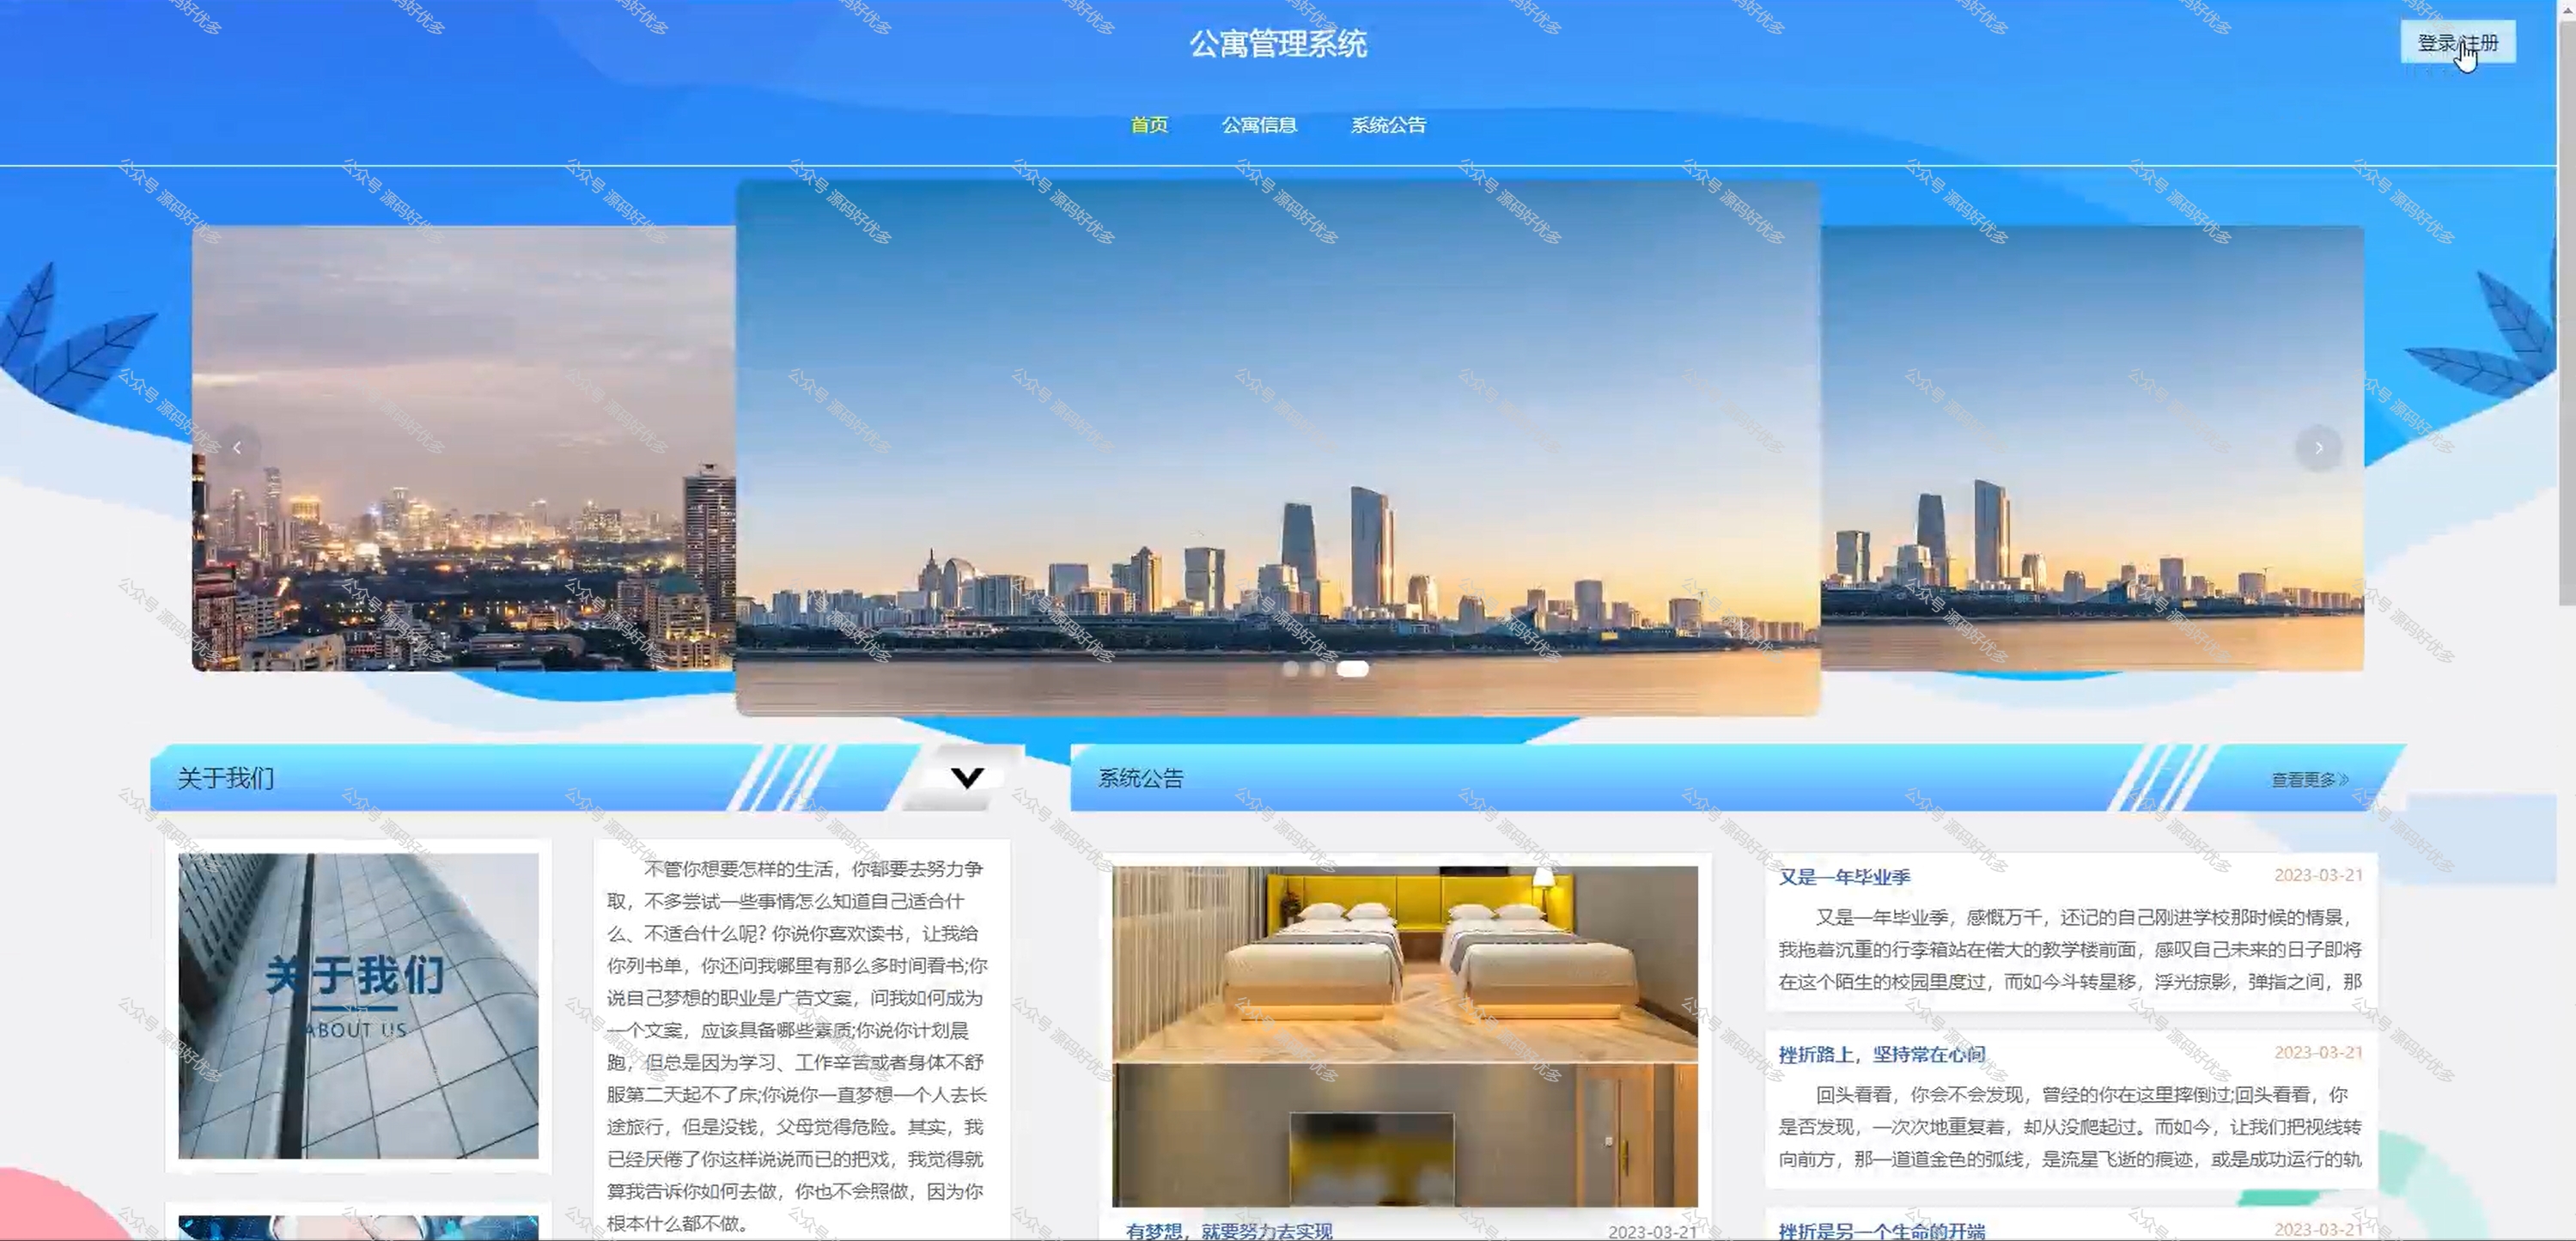 公寓管理系统
登录/注册
首页
公寓信息
系统公告
关于我们
系统公告
查看更多》
关于我们
ABOUT US
不管你想要怎样的生活，你都要去努力争
取，不多尝试一些事情怎么知道自己适合什
么、不适合什么呢? 你说你喜欢读书，让我给
你列书单，你还问我哪里有那么多时间看书;你
说自己梦想的职业是广告文案，问我如何成为
一个文案，应该具备哪些素质;你说你计划晨
跑，但总是因为学习、工作辛苦或者身体不舒
服第二天起不了床;你说你一直梦想一个人去长
途旅行，但是没钱，父母觉得危险。其实，我
已经厌倦了你这样说说而已的把戏，我觉得就
算我告诉你如何去做，你也不会照做，因为你
根本什么都不做。
有梦想，就要努力去实现
2023-03-21
又是一年毕业季
2023-03-21
又是一年毕业季，感慨万千，还记的自己刚进学校那时候的情景，
我拖着沉重的行李箱站在偌大的教学楼前面，感叹自己未来的日子即将
在这个陌生的校园里度过，而如今斗转星移，浮光掠影，弹指之间，那
挫折路上，坚持常在心间
2023-03-21
回头看看，你会不会发现，曾经的你在这里摔倒过;回头看看，你
是否发现，一次次地重复着，却从没爬起过。而如今，让我们把视线转
向前方，那一道道金色的弧线，是流星飞逝的痕迹，或是成功运行的轨
挫折是另一个生命的开端
2023-03-21
公众号 源码好优多